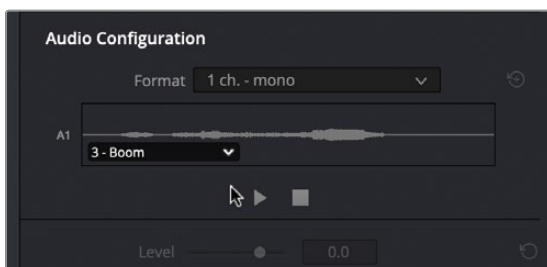 Audio Configuration
Format 1 ch. - mono
A1
3 - Boom
Level 0.0